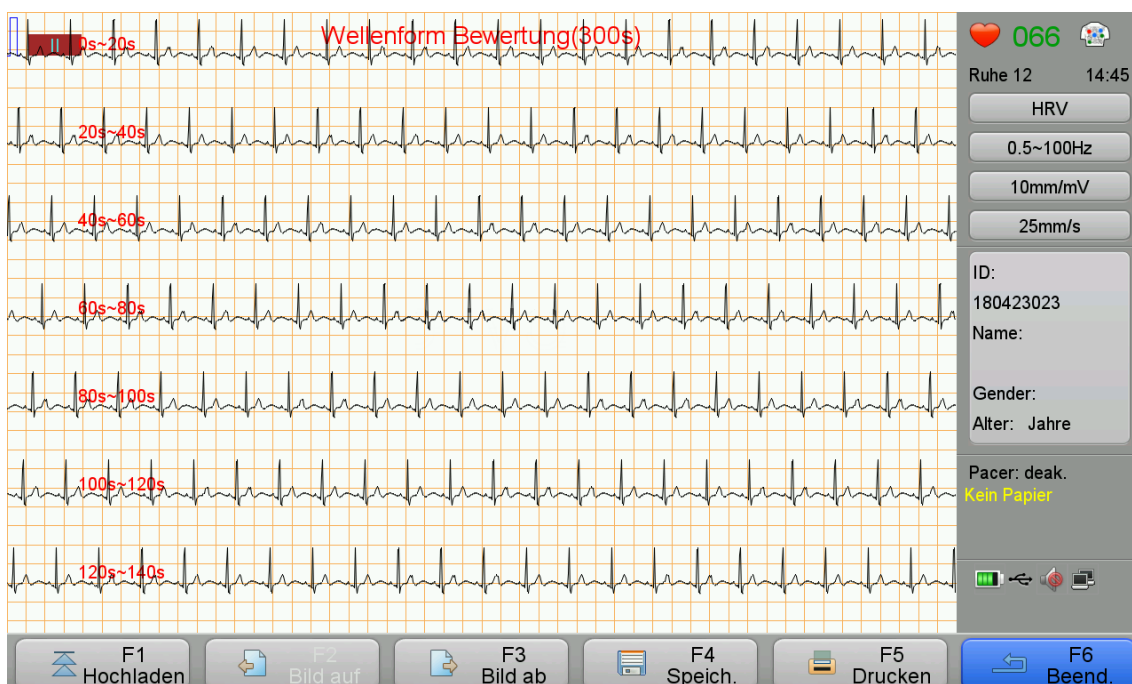 Wellenform Bewertung(300s)
II
0s~20s
20s~40s
40s~60s
60s~80s
80s~100s
100s~120s
120s~140s
066
Ruhe 12 14:45
HRV
0.5~100Hz
10mm/mV
25mm/s
ID:
180423023
Name:
Gender:
Alter: Jahre
Pacer: deak.
Kein Papier
F1
Hochladen
F2
Bild auf
F3
Bild ab
F4
Speich.
F5
Drucken
F6
Beend.